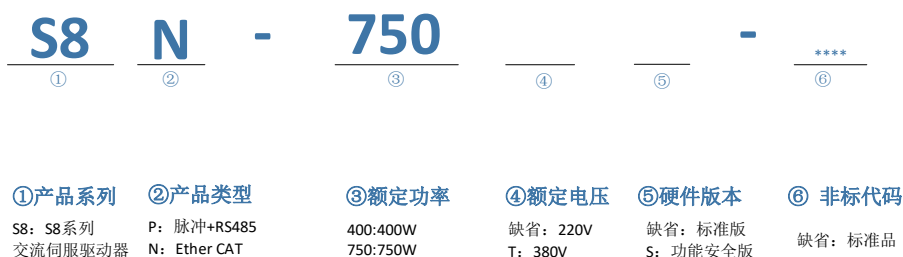 S8 N - 750 - ****
① ② ③ ④ ⑤ ⑥
①产品系列 ②产品类型 ③额定功率 ④额定电压 ⑤硬件版本 ⑥ 非标代码
S8：S8系列 P：脉冲+RS485 400:400W 缺省：220V 缺省：标准版 缺省：标准品
交流伺服驱动器 N：Ether CAT 750:750W T：380V S：功能安全版